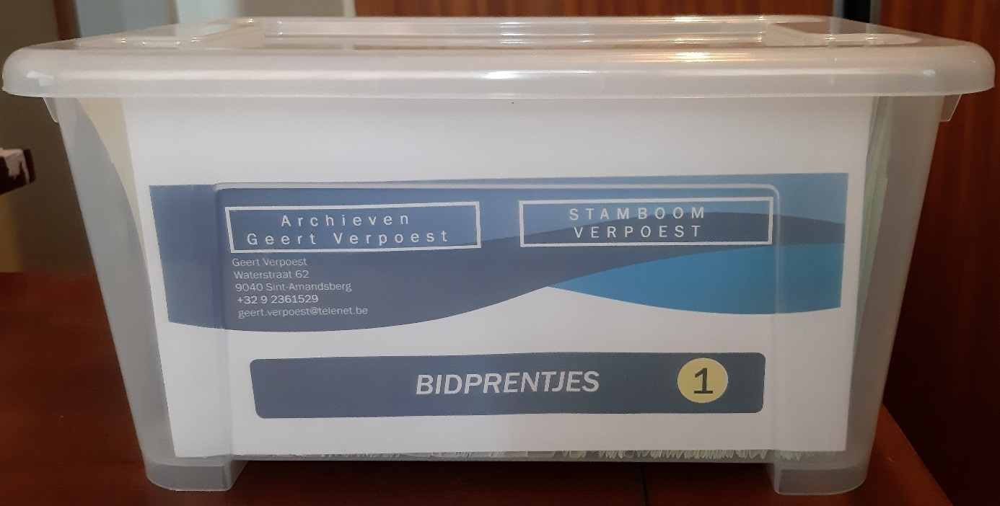 Archieven
Geert Verpoest
STAMBOOM
VERPOEST
Geert Verpoest
Waterstraat 62
9040 Sint-Amandsberg
+32 9 2361529
geert.verpoest@telenet.be
BIDPRENTJES 1